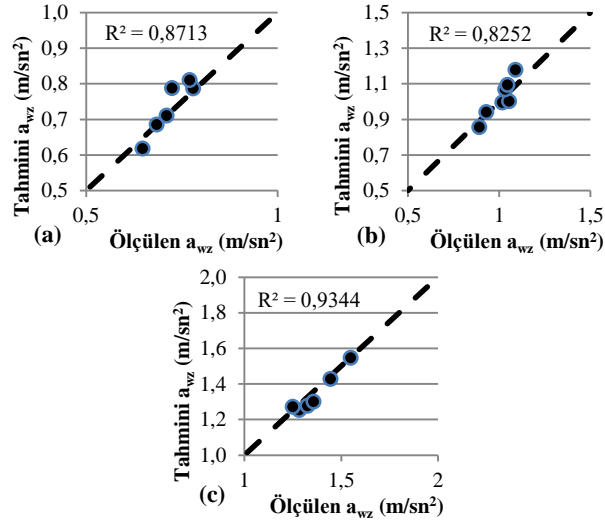 R² = 0,8713
Tahmini a_wz (m/sn²)
1,0
0,9
0,8
0,7
0,6
0,5
0,5
1
(a)
Ölçülen a_wz (m/sn²)
R² = 0,8252
Tahmini a_wz (m/sn²)
1,5
1,3
1,1
0,9
0,7
0,5
0,5
1
1,5
(b)
Ölçülen a_wz (m/sn²)
R² = 0,9344
Tahmini a_wz (m/sn²)
2,0
1,8
1,6
1,4
1,2
1,0
1
1,5
2
(c)
Ölçülen a_wz (m/sn²)